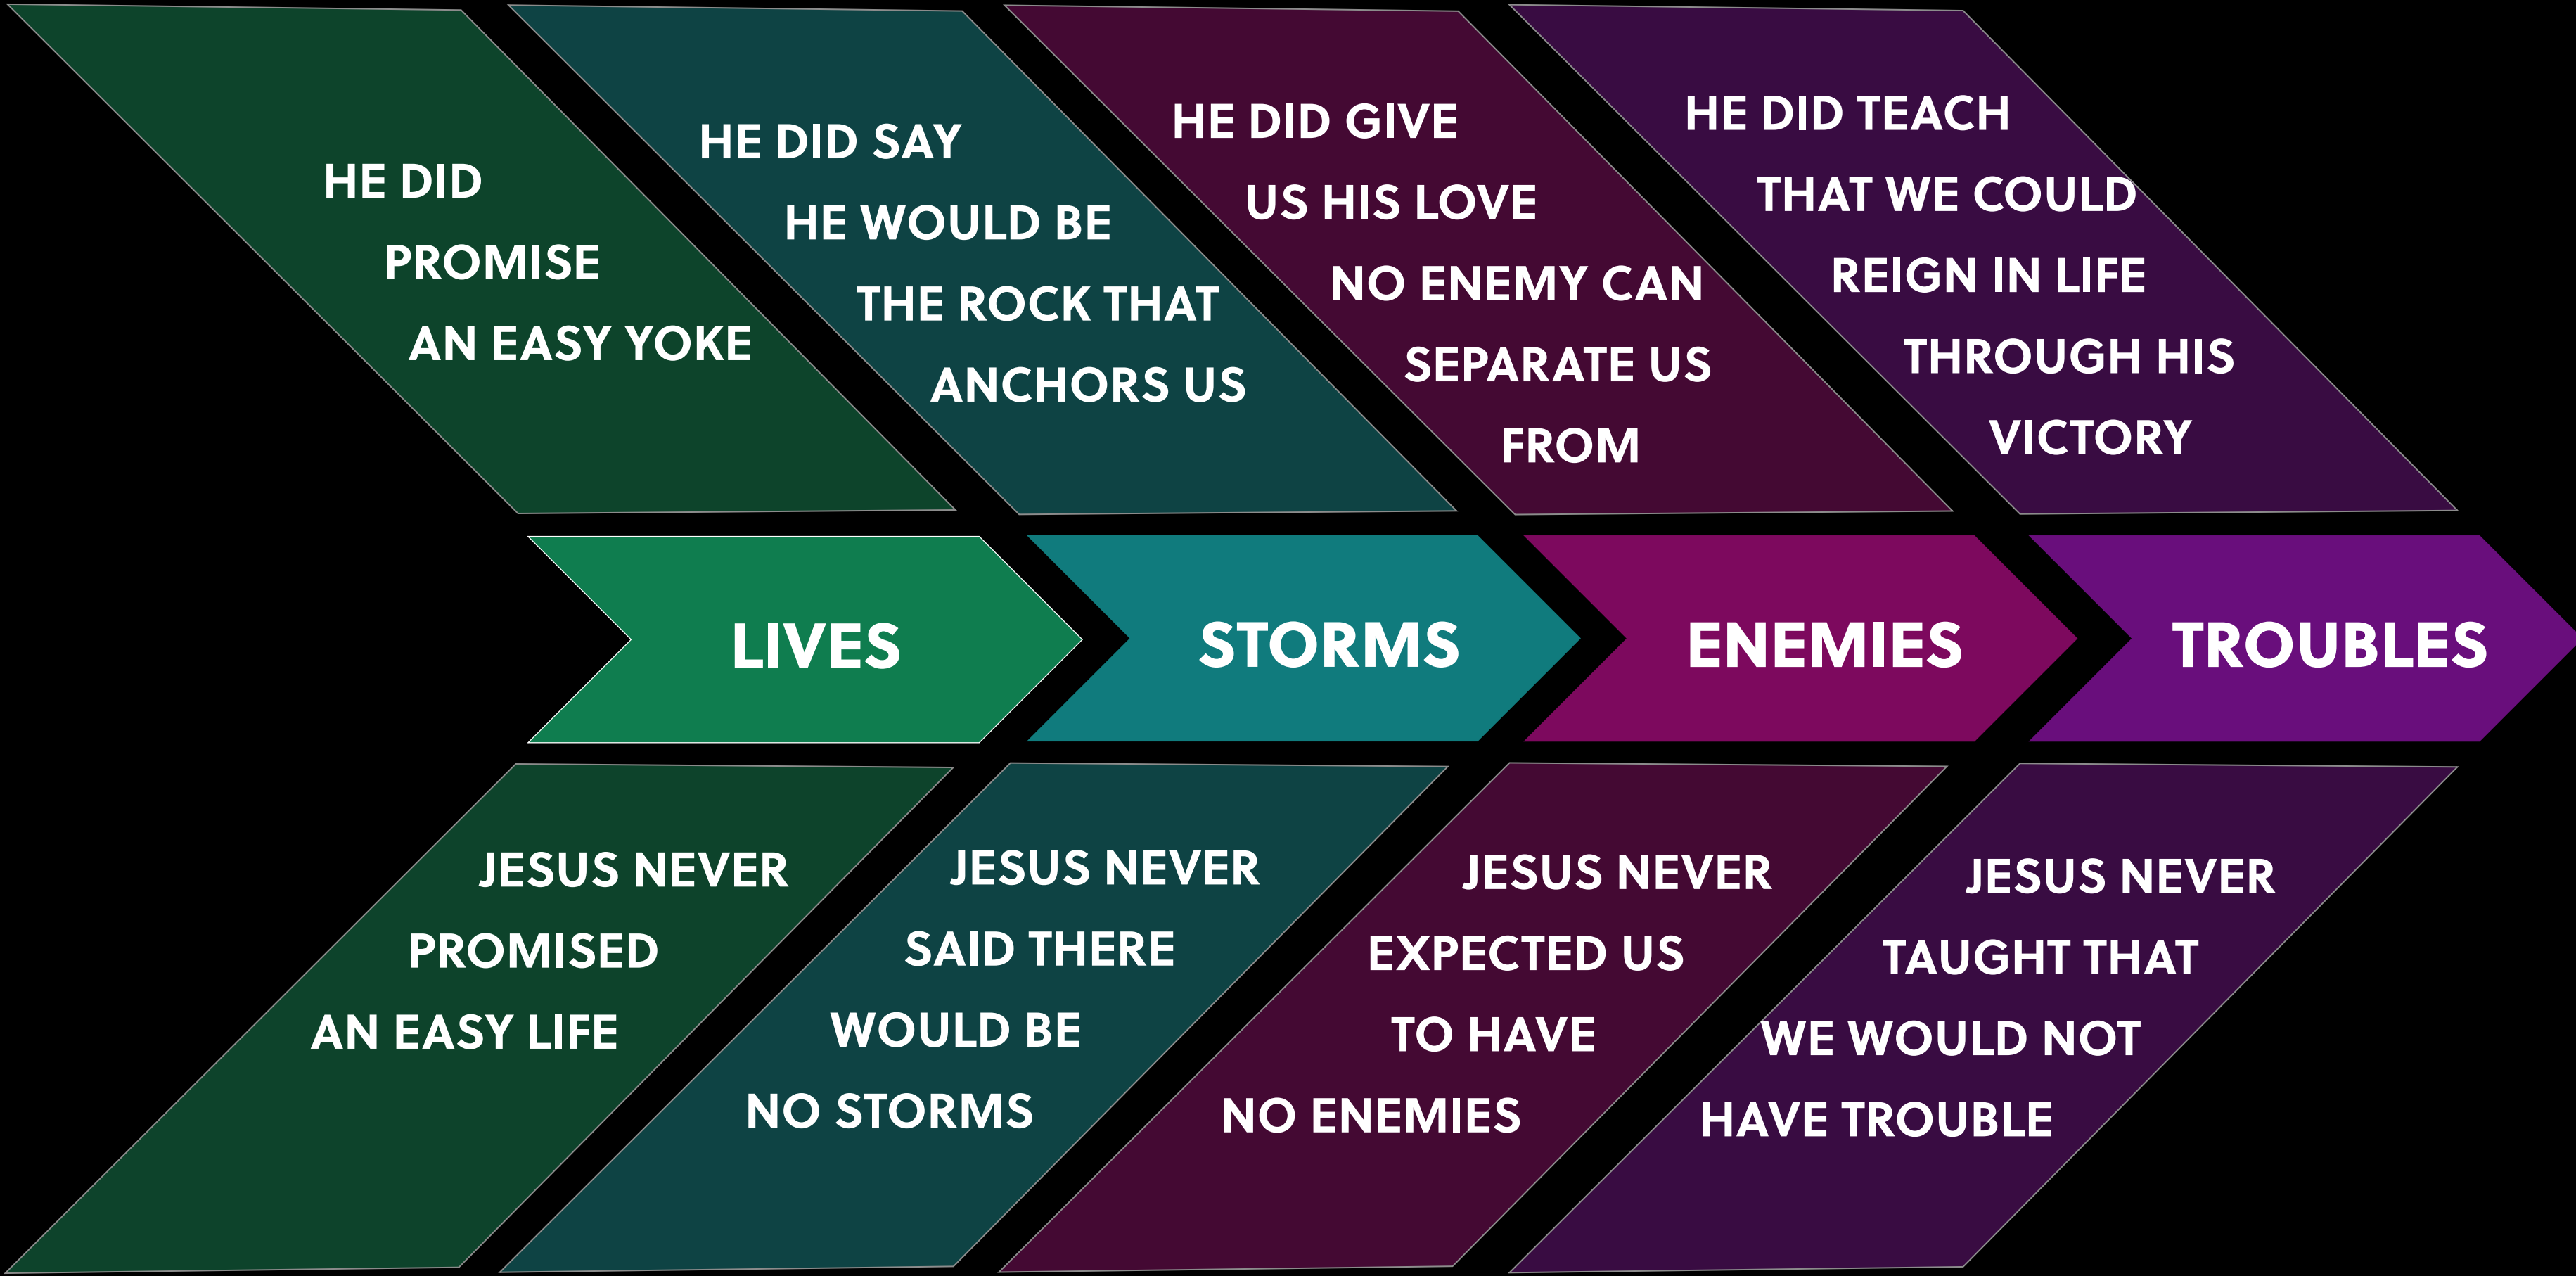 HE DID
PROMISE
AN EASY YOKE
HE DID SAY
HE WOULD BE
THE ROCK THAT
ANCHORS US
HE DID GIVE
US HIS LOVE
NO ENEMY CAN
SEPARATE US
FROM
HE DID TEACH
THAT WE COULD
REIGN IN LIFE
THROUGH HIS
VICTORY
LIVES
STORMS
ENEMIES
TROUBLES
JESUS NEVER
PROMISED
AN EASY LIFE
JESUS NEVER
SAID THERE
WOULD BE
NO STORMS
JESUS NEVER
EXPECTED US
TO HAVE
NO ENEMIES
JESUS NEVER
TAUGHT THAT
WE WOULD NOT
HAVE TROUBLE